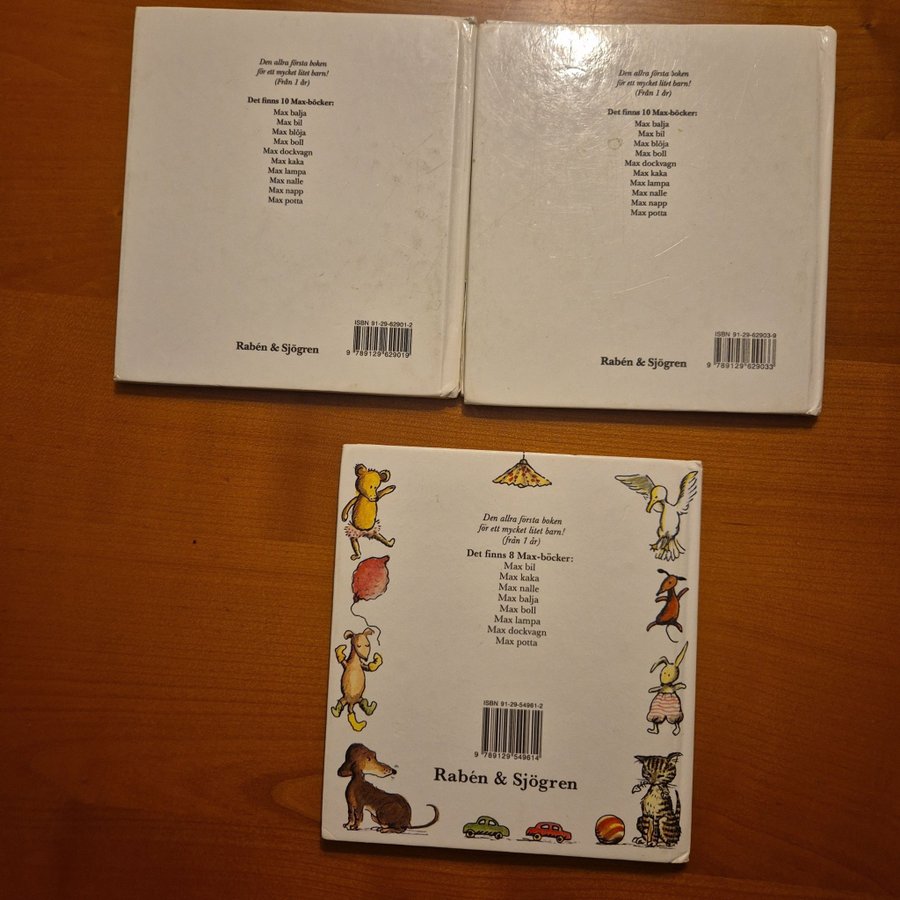 Den allra första boken
för ett mycket litet barn!
(Från 1 år)
Det finns 10 Max-böcker:
Max balja
Max bil
Max blöja
Max boll
Max dockvagn
Max kaka
Max lampa
Max nalle
Max napp
Max potta
ISBN 91-29-62901-2
9 789129 629019
Rabén & Sjögren
Den allra första boken
för ett mycket litet barn!
(Från 1 år)
Det finns 10 Max-böcker:
Max balja
Max bil
Max blöja
Max boll
Max dockvagn
Max kaka
Max lampa
Max nalle
Max napp
Max potta
ISBN 91-29-62903-9
9 789129 629033
Rabén & Sjögren
Den allra första boken
för ett mycket litet barn!
(från 1 år)
Det finns 8 Max-böcker:
Max bil
Max kaka
Max nalle
Max balja
Max boll
Max lampa
Max dockvagn
Max potta
ISBN 91-29-54961-2
9 789129 549614
Rabén & Sjögren